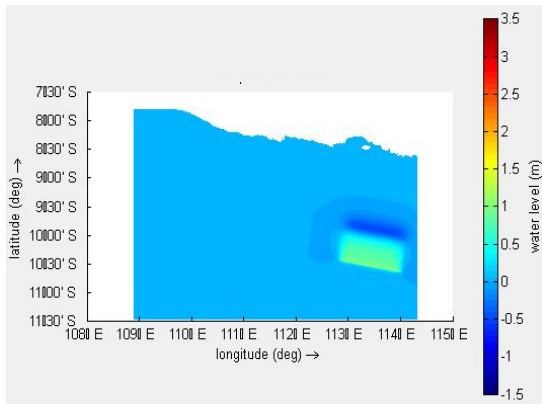 7▯30' S
8▯00' S
8▯30' S
9▯00' S
9▯30' S
10▯00' S
10▯30' S
11▯00' S
11▯30' S
latitude (deg) →
108▯ E
109▯ E
110▯ E
111▯ E
112▯ E
113▯ E
114▯ E
115▯ E
longitude (deg) →
3.5
3
2.5
2
1.5
1
0.5
0
-0.5
-1
-1.5
water level (m)